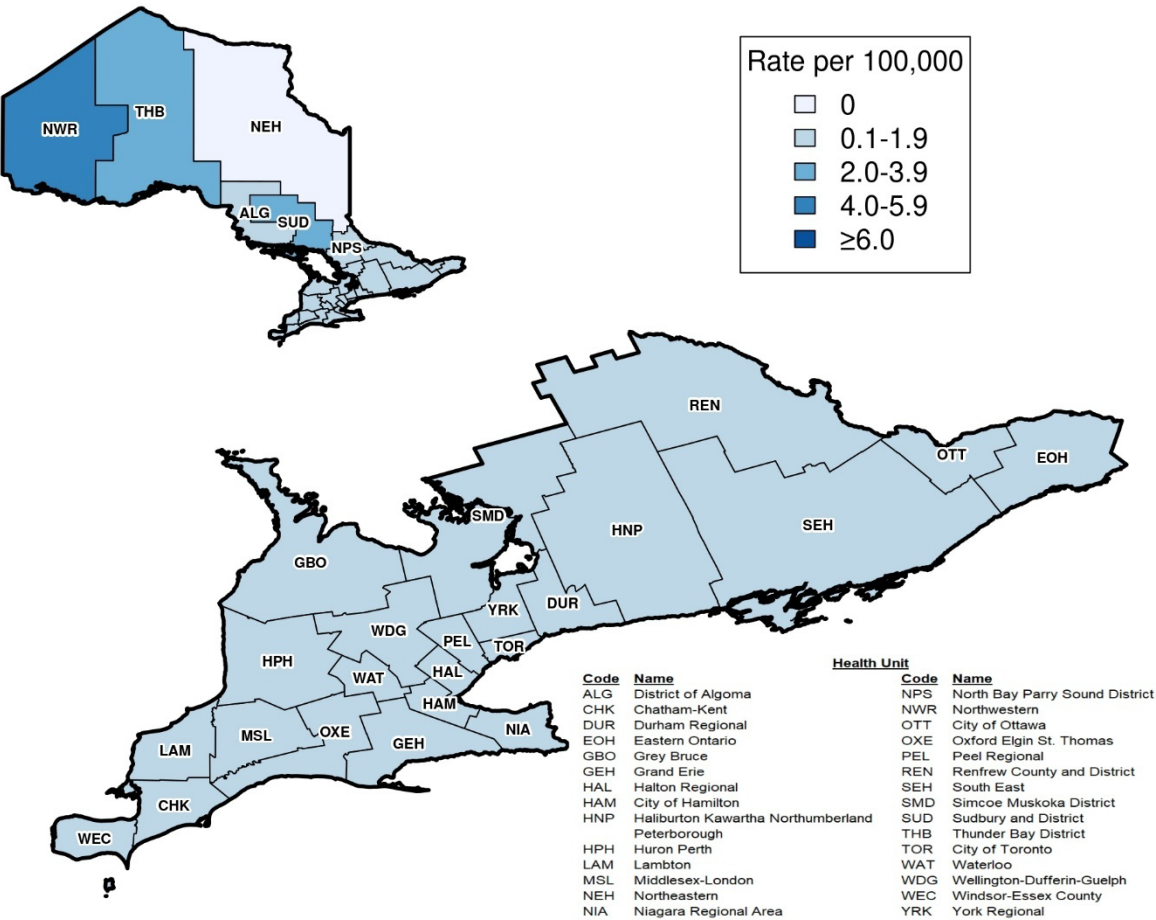 Rate per 100,000
0
0.1-1.9
2.0-3.9
4.0-5.9
≥6.0
NWR
THB
NEH
ALG
SUD
NPS
REN
OTT
EOH
SMD
HNP
SEH
GBO
YRK
DUR
WDG
PEL
TOR
HPH
WAT
HAL
HAM
MSL
OXE
GEH
NIA
LAM
CHK
WEC
Health Unit
Code Name
ALG District of Algoma
CHK Chatham-Kent
DUR Durham Regional
EOH Eastern Ontario
GBO Grey Bruce
GEH Grand Erie
HAL Halton Regional
HAM City of Hamilton
HNP Haliburton Kawartha Northumberland
Peterborough
HPH Huron Perth
LAM Lambton
MSL Middlesex-London
NEH Northeastern
NIA Niagara Regional Area
Code Name
NPS North Bay Parry Sound District
NWR Northwestern
OTT City of Ottawa
OXE Oxford Elgin St. Thomas
PEL Peel Regional
REN Renfrew County and District
SEH South East
SMD Simcoe Muskoka District
SUD Sudbury and District
THB Thunder Bay District
TOR City of Toronto
WAT Waterloo
WDG Wellington-Dufferin-Guelph
WEC Windsor-Essex County
YRK York Regional